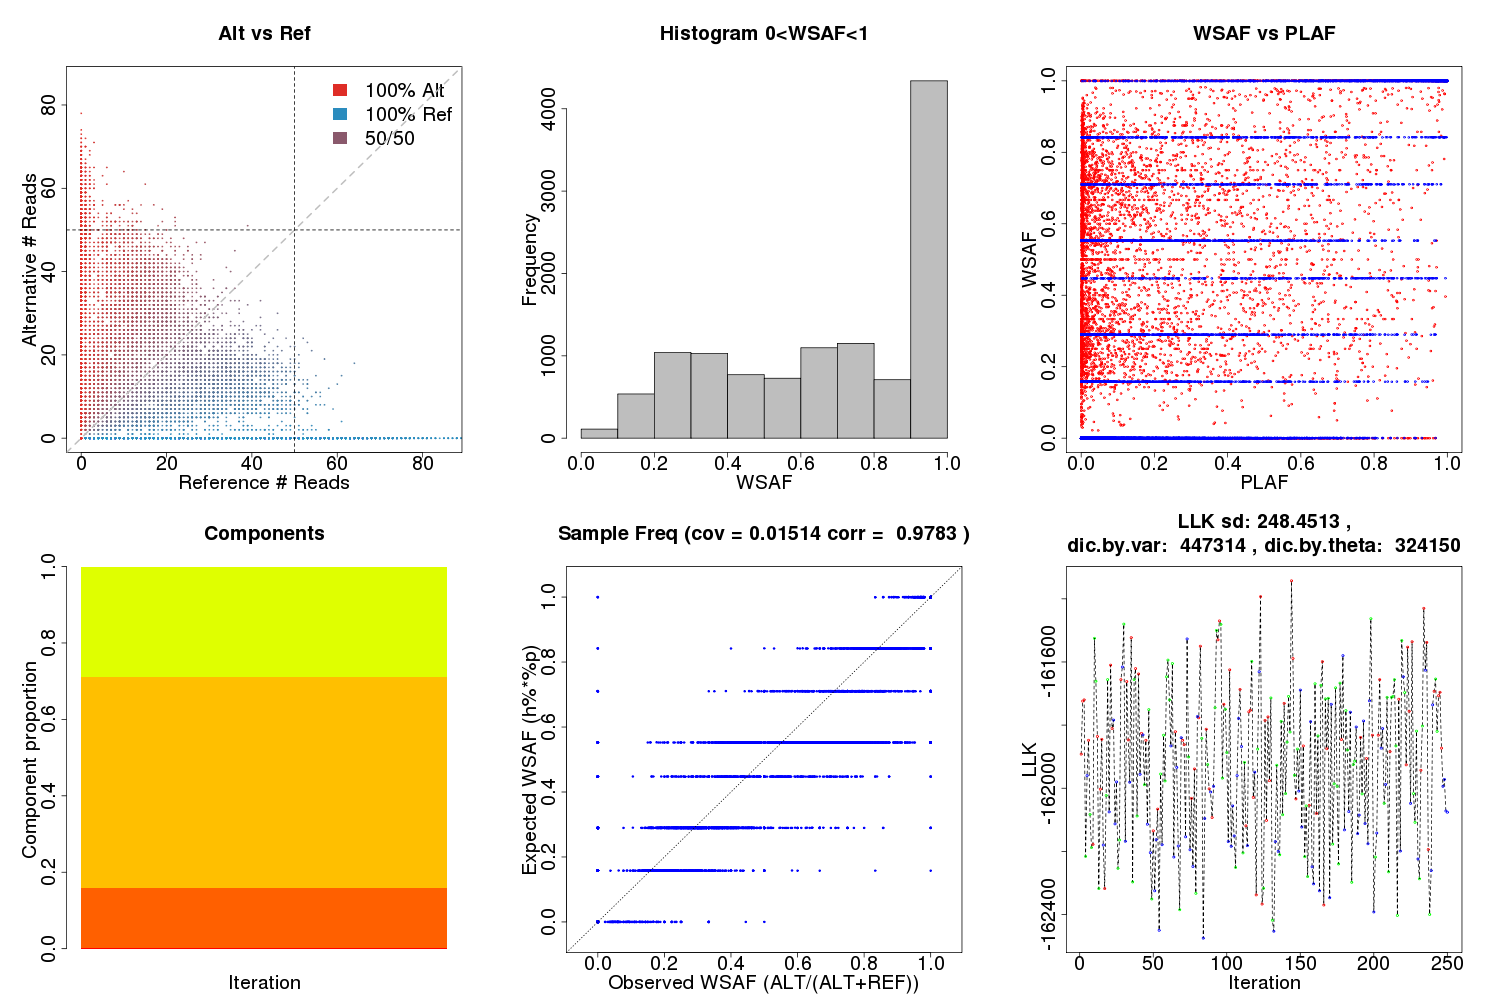 Alt vs Ref
100% Alt
100% Ref
50/50
Alternative # Reads
0 20 40 60 80
0 20 40 60 80
Reference # Reads
Histogram 0<WSAF<1
Frequency
0 1000 2000 3000 4000
0.0 0.2 0.4 0.6 0.8 1.0
WSAF
WSAF vs PLAF
WSAF
0.0 0.2 0.4 0.6 0.8 1.0
0.0 0.2 0.4 0.6 0.8 1.0
PLAF
Components
Component proportion
0.0 0.2 0.4 0.6 0.8 1.0
Iteration
Sample Freq (cov = 0.01514 corr = 0.9783 )
Expected WSAF (h%*%p)
0.0 0.2 0.4 0.6 0.8 1.0
0.0 0.2 0.4 0.6 0.8 1.0
Observed WSAF (ALT/(ALT+REF))
LLK sd: 248.4513 ,
dic.by.var: 447314 , dic.by.theta: 324150
LLK
-162400 -162000 -161600
0 50 100 150 200 250
Iteration